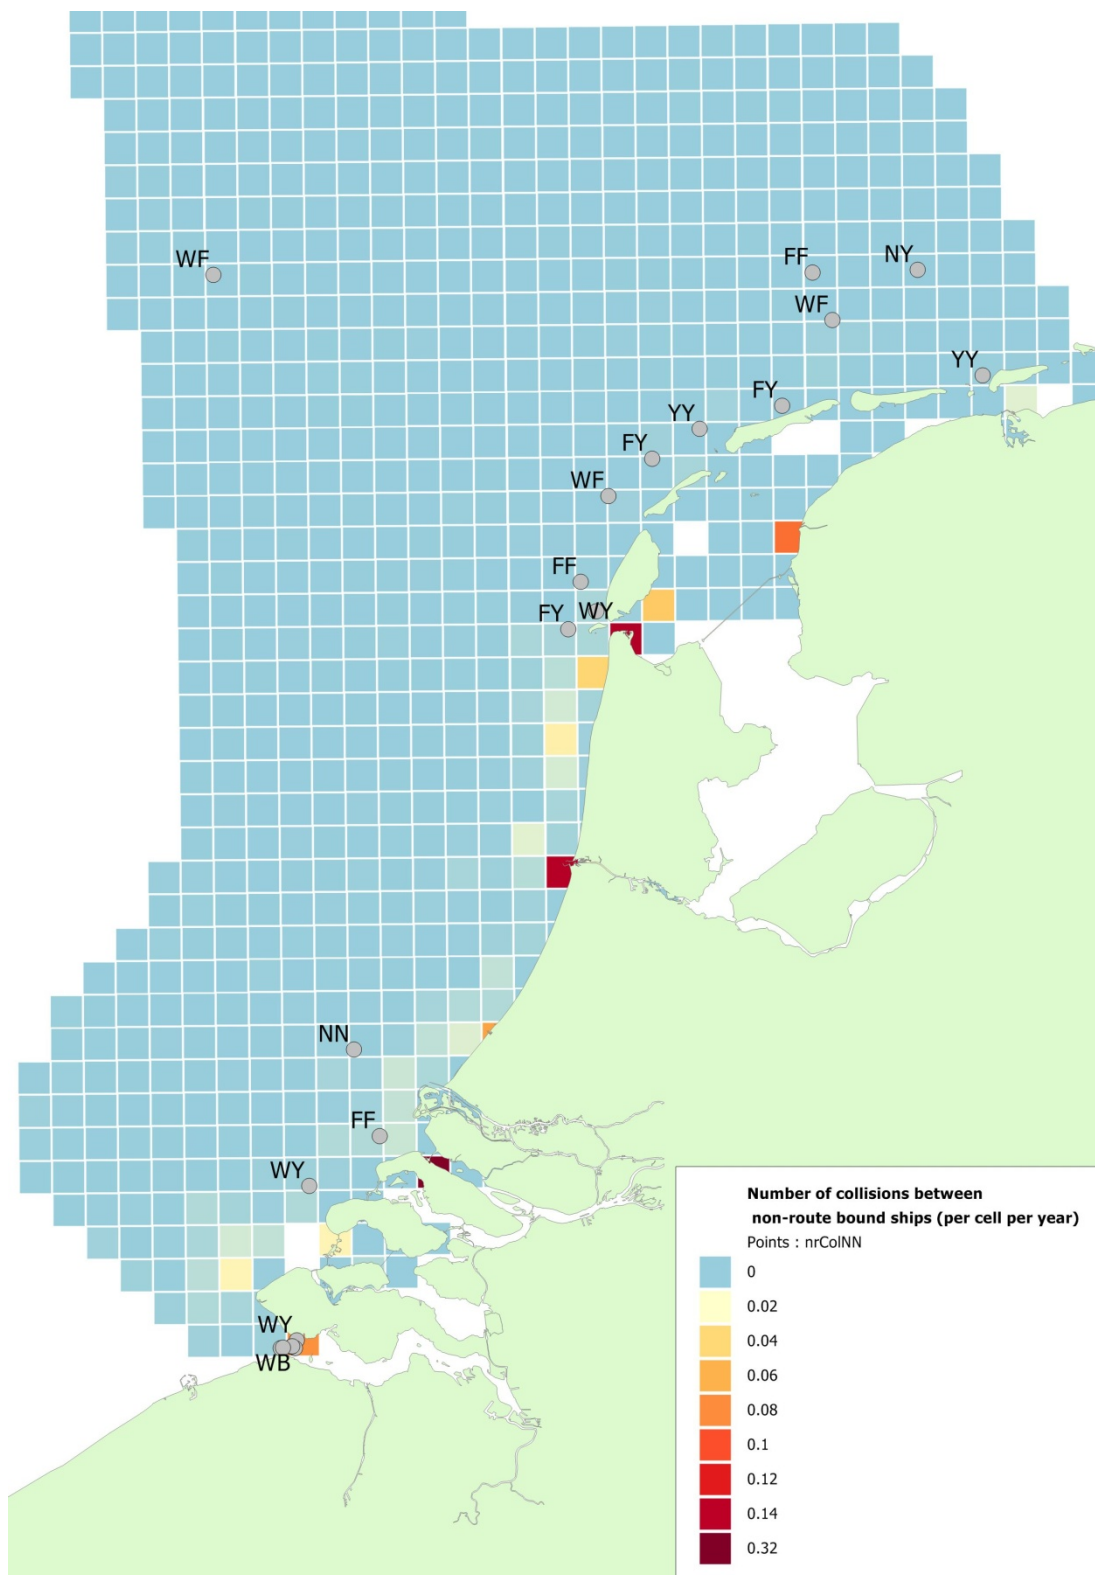 WF
FF
NY
WF
YY
FY
YY
FY
WF
FF
WY
FY
NN
FF
WY
WY
WB
Number of collisions between
non-route bound ships (per cell per year)
Points : nrColNN
0
0.02
0.04
0.06
0.08
0.1
0.12
0.14
0.32